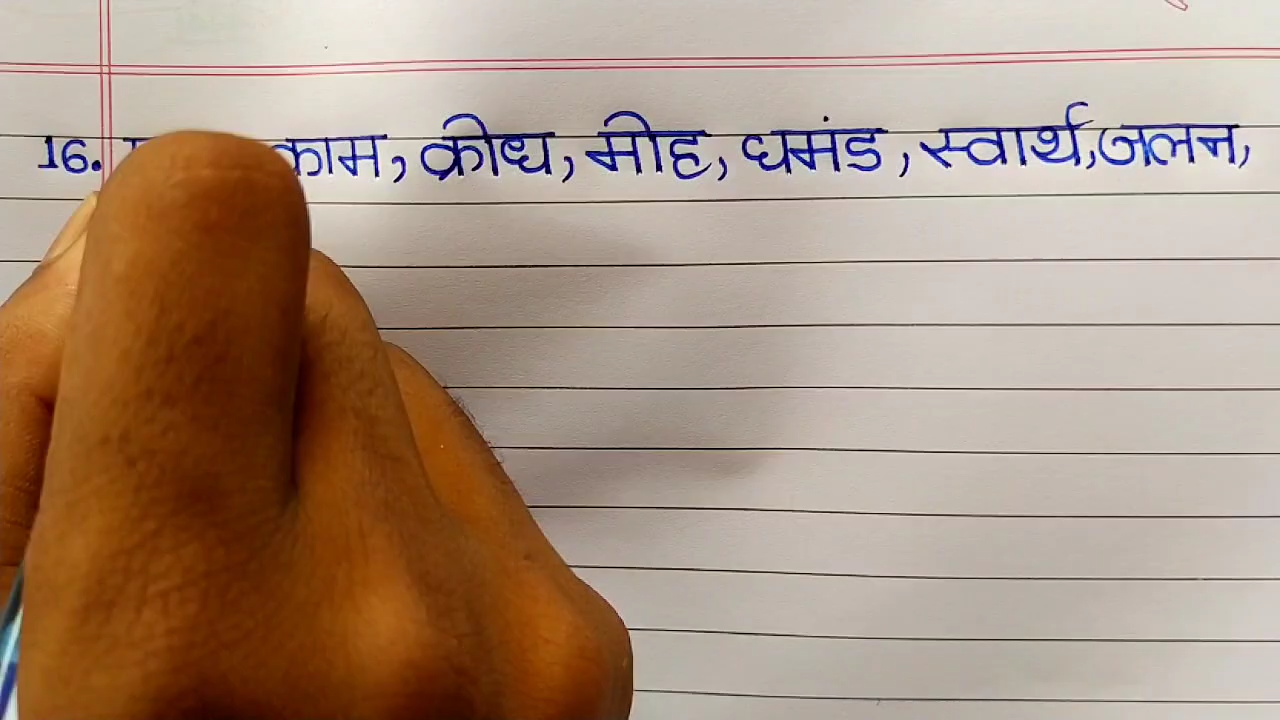 16. काम, क्रोध, मोह, घमंड, स्वार्थ, जलन,